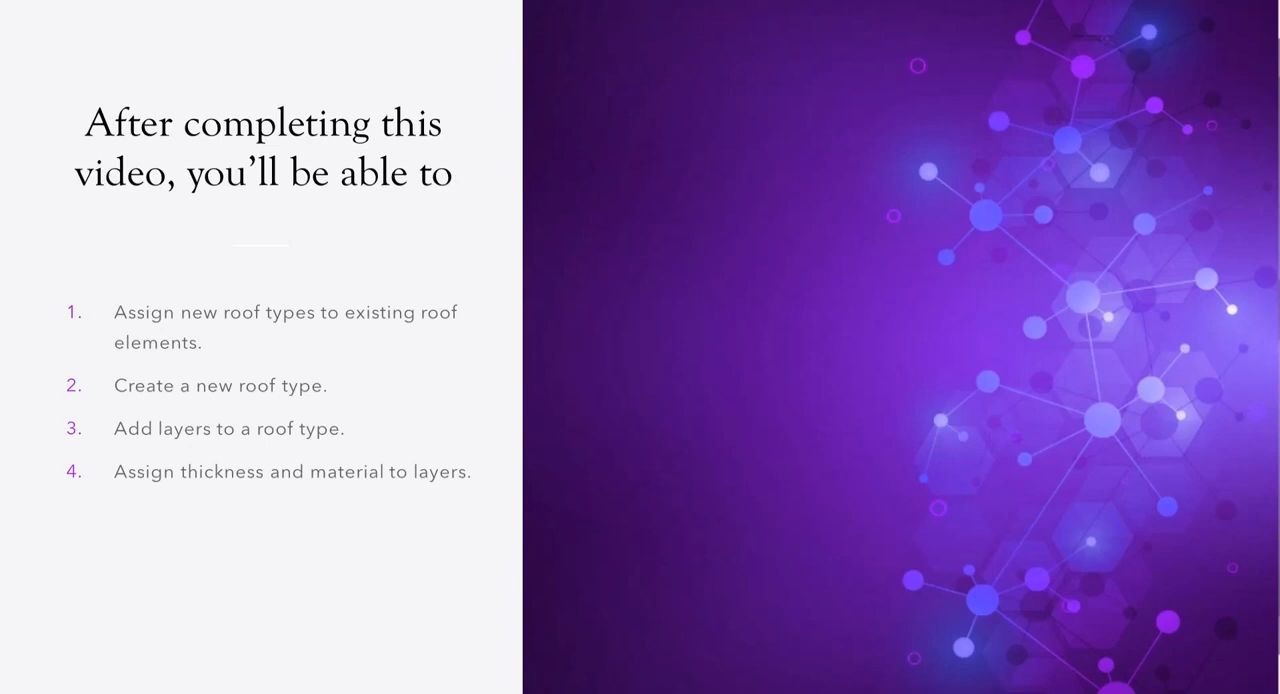 After completing this
video, you’ll be able to
1. Assign new roof types to existing roof
elements.
2. Create a new roof type.
3. Add layers to a roof type.
4. Assign thickness and material to layers.